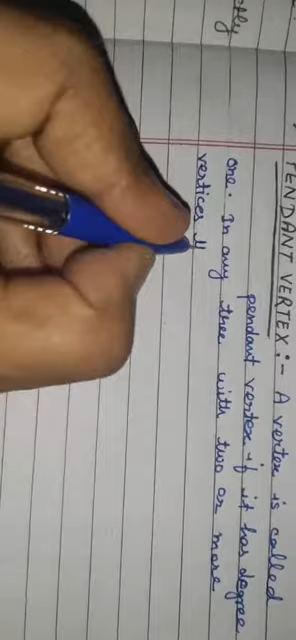 ctly
PENDANT VERTEX :- A vertex is called
pendant vertex if it has degree
one. In any tree with two or more
vertices